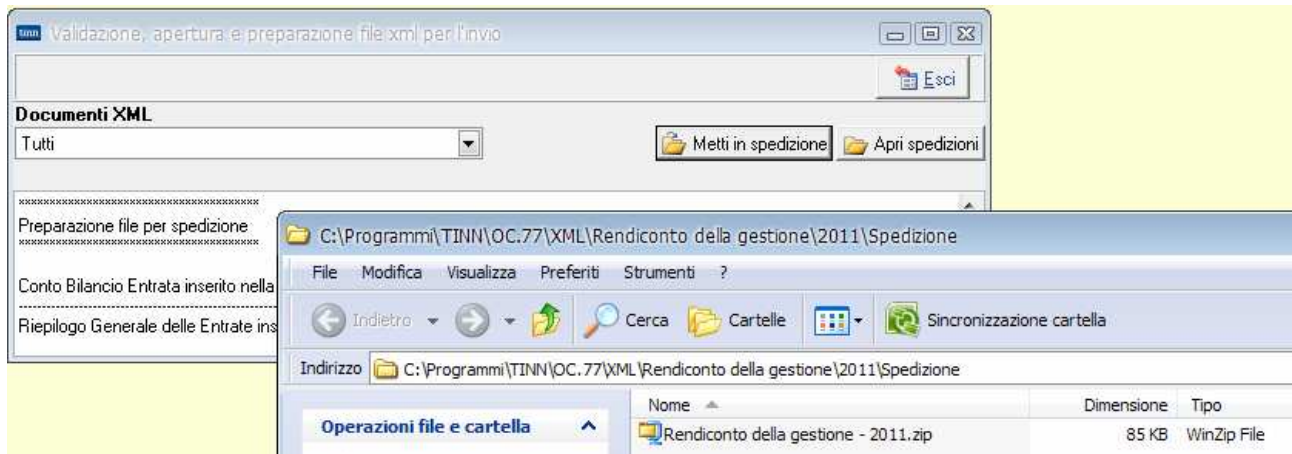 tinn Validazione, apertura e preparazione file xml per l'invio
Esci
Documenti XML
Tutti
Metti in spedizione Apri spedizioni
****************************************
Preparazione file per spedizione
****************************************
Conto Bilancio Entrata inserito nella
Riepilogo Generale delle Entrate ins
C:\Programmi\TINN\OC.77\XML\Rendiconto della gestione\2011\Spedizione
File Modifica Visualizza Preferiti Strumenti ?
Indietro Cerca Cartelle Sincronizzazione cartella
Indirizzo C:\Programmi\TINN\OC.77\XML\Rendiconto della gestione\2011\Spedizione
Nome Dimensione Tipo
Operazioni file e cartella
Rendiconto della gestione - 2011.zip 85 KB WinZip File